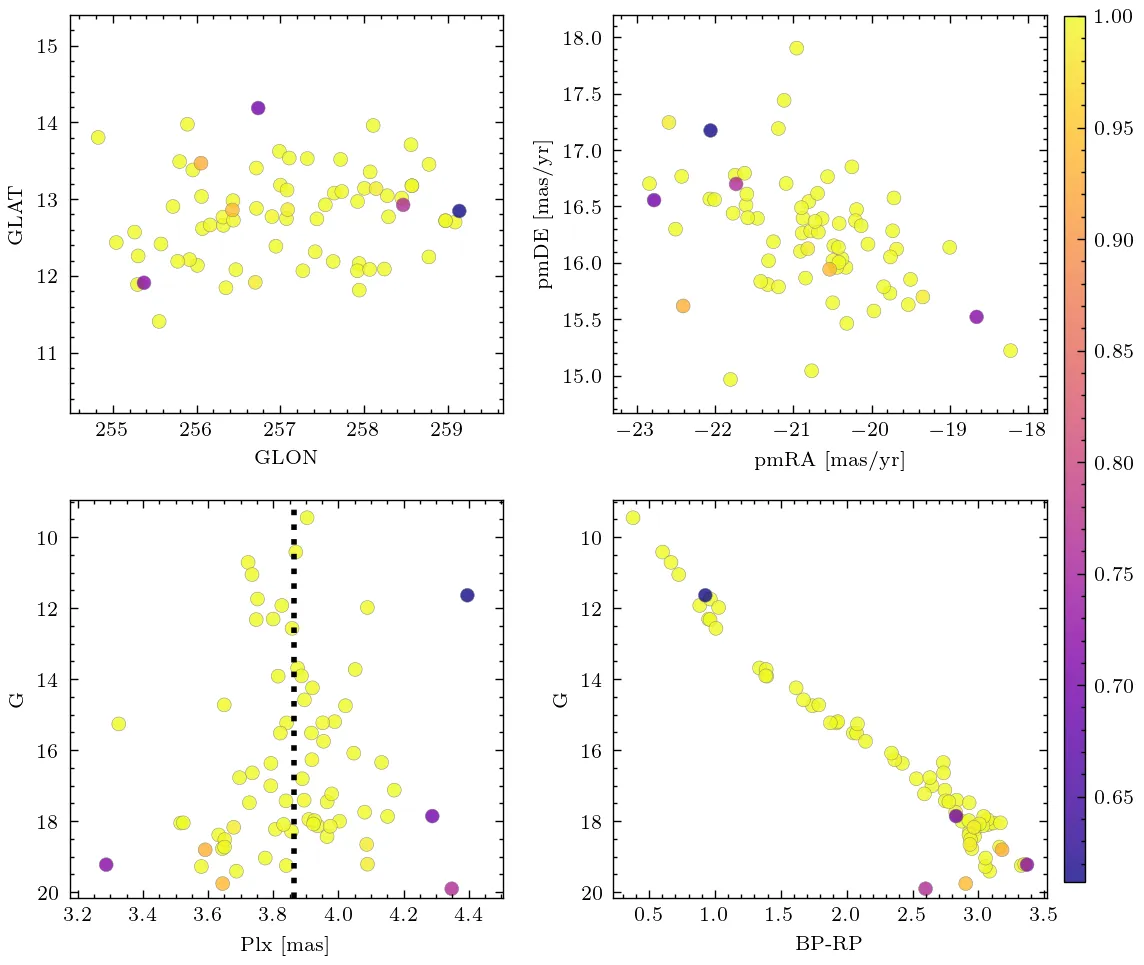 15
14
13
12
11
GLAT
255 256 257 258 259
GLON
18.0
17.5
17.0
16.5
16.0
15.5
15.0
pmDE [mas/yr]
−23 −22 −21 −20 −19 −18
pmRA [mas/yr]
10
12
14
16
18
20
G
3.2 3.4 3.6 3.8 4.0 4.2 4.4
Plx [mas]
10
12
14
16
18
20
G
0.5 1.0 1.5 2.0 2.5 3.0 3.5
BP-RP
1.00
0.95
0.90
0.85
0.80
0.75
0.70
0.65